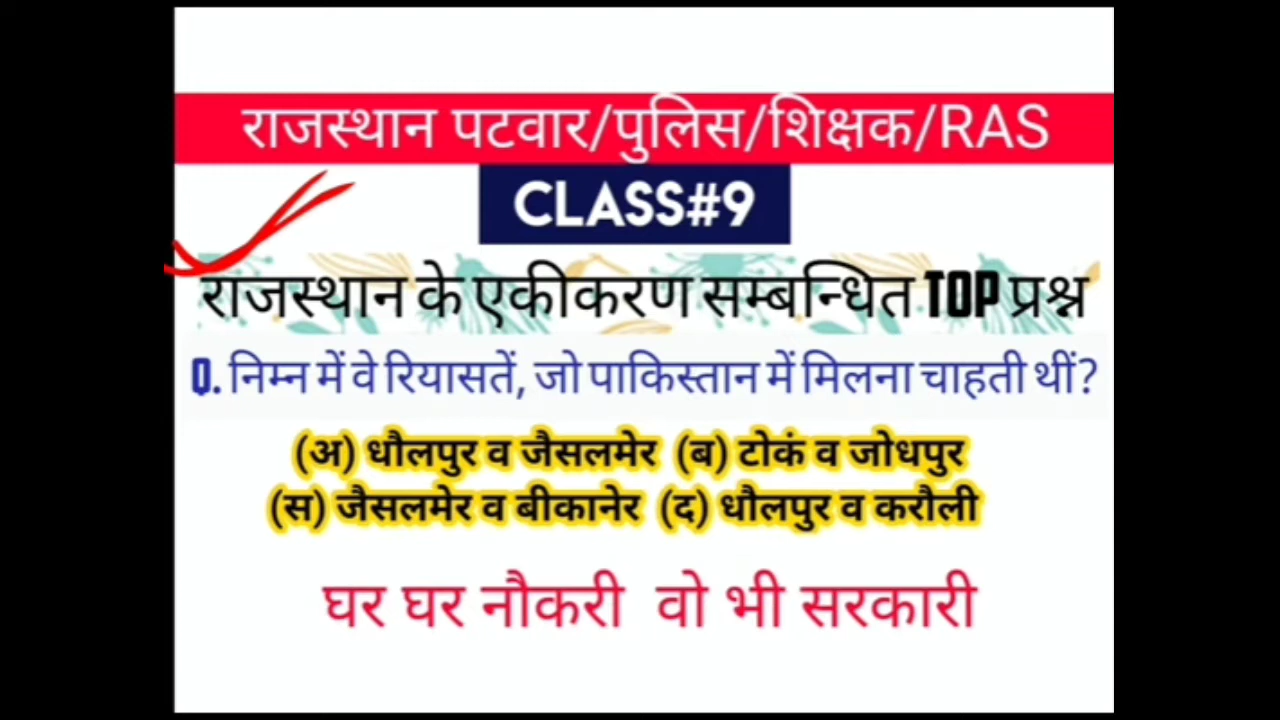 राजस्थान पटवार/पुलिस/शिक्षक/RAS
CLASS#9
राजस्थान के एकीकरण सम्बन्धित TOP प्रश्न
Q. निम्न में वे रियासतें, जो पाकिस्तान में मिलना चाहती थीं?
(अ) धौलपुर व जैसलमेर (ब) टोकं व जोधपुर
(स) जैसलमेर व बीकानेर (द) धौलपुर व करौली
घर घर नौकरी वो भी सरकारी